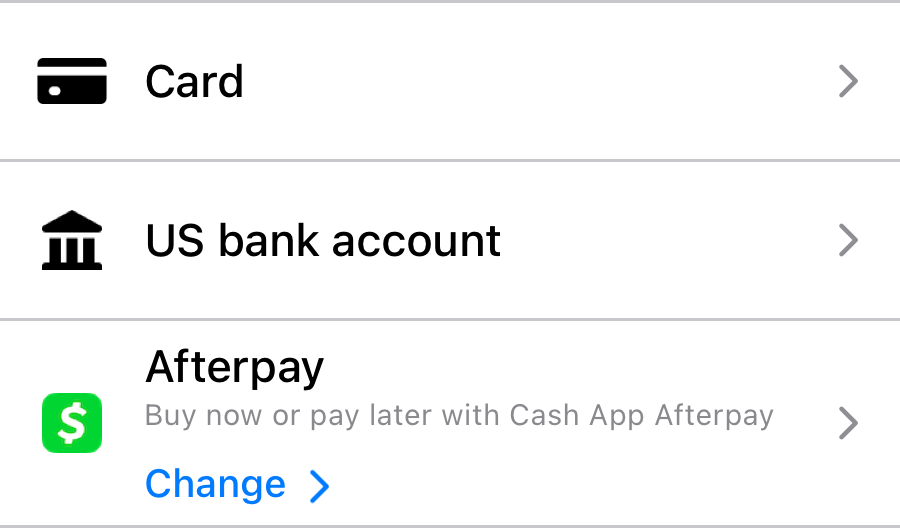 Card
US bank account
Afterpay
Buy now or pay later with Cash App Afterpay
Change